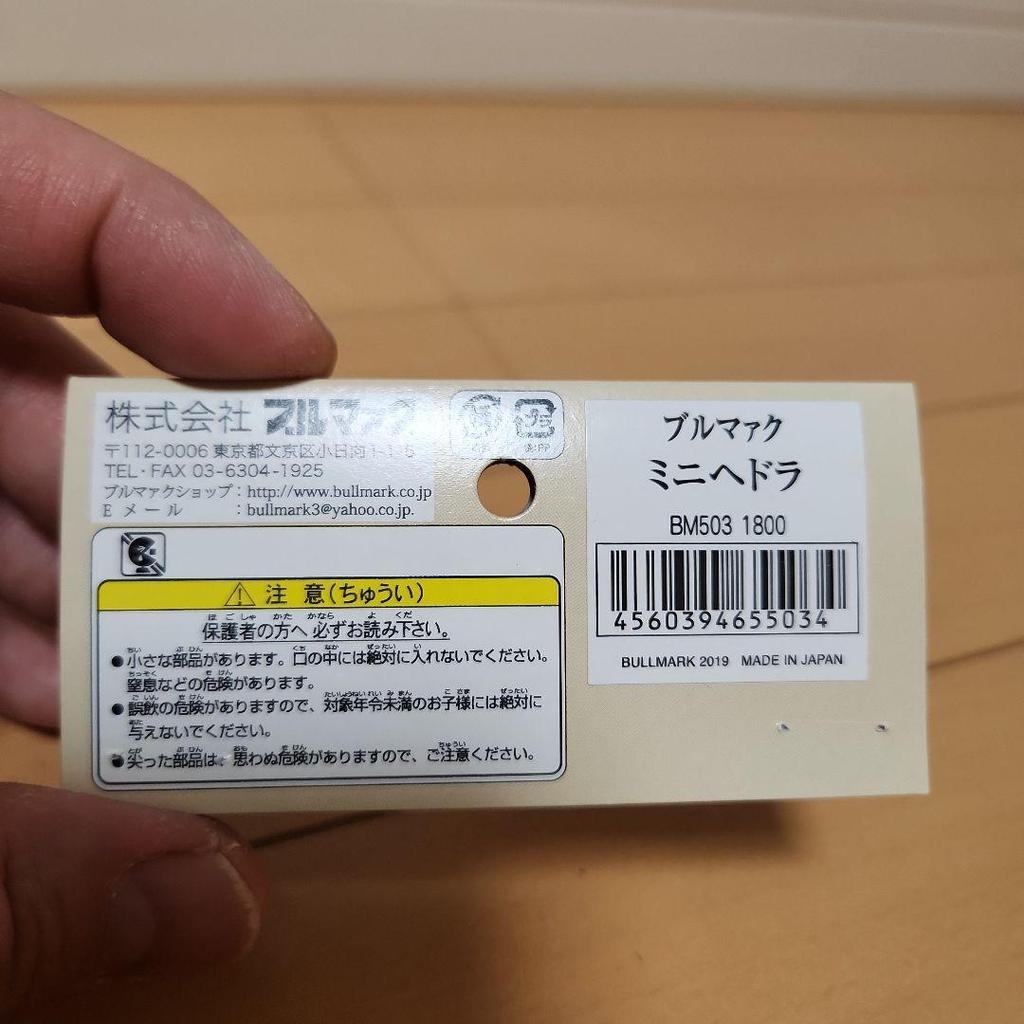 株式会社 ブルマァク
〒112-0006 東京都文京区小日向
TEL・FAX 03-6304-1925
ブルマァクショップ：http://www.bullmark.co.jp
E メール ：bullmark3@yahoo.co.jp.
⚠ 注 意(ちゅうい)
保護者の方へ 必ずお読み下さい。
●小さな部品があります。口の中には絶対に入れないでください。
窒息などの危険があります。
●誤飲の危険がありますので、対象年令未満のお子様には絶対に
与えないでください。
●尖った部品は、思わぬ危険がありますので、ご注意ください。
ブルマァク
ミニヘドラ
BM503 1800
4560394655034
BULLMARK 2019 MADE IN JAPAN